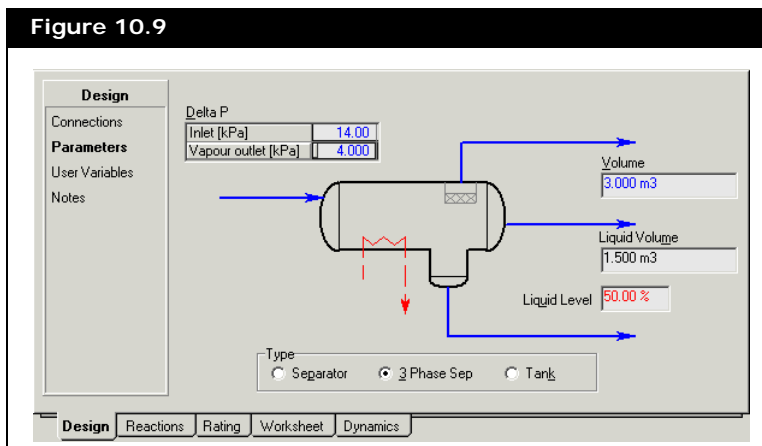 Figure 10.9
Design
Connections
Parameters
User Variables
Notes
Delta P
Inlet [kPa] 14.00
Vapour outlet [kPa] 4.000
Volume
3.000 m3
Liquid Volume
1.500 m3
Liquid Level 50.00 %
Type
Separator 3 Phase Sep Tank
Design Reactions Rating Worksheet Dynamics